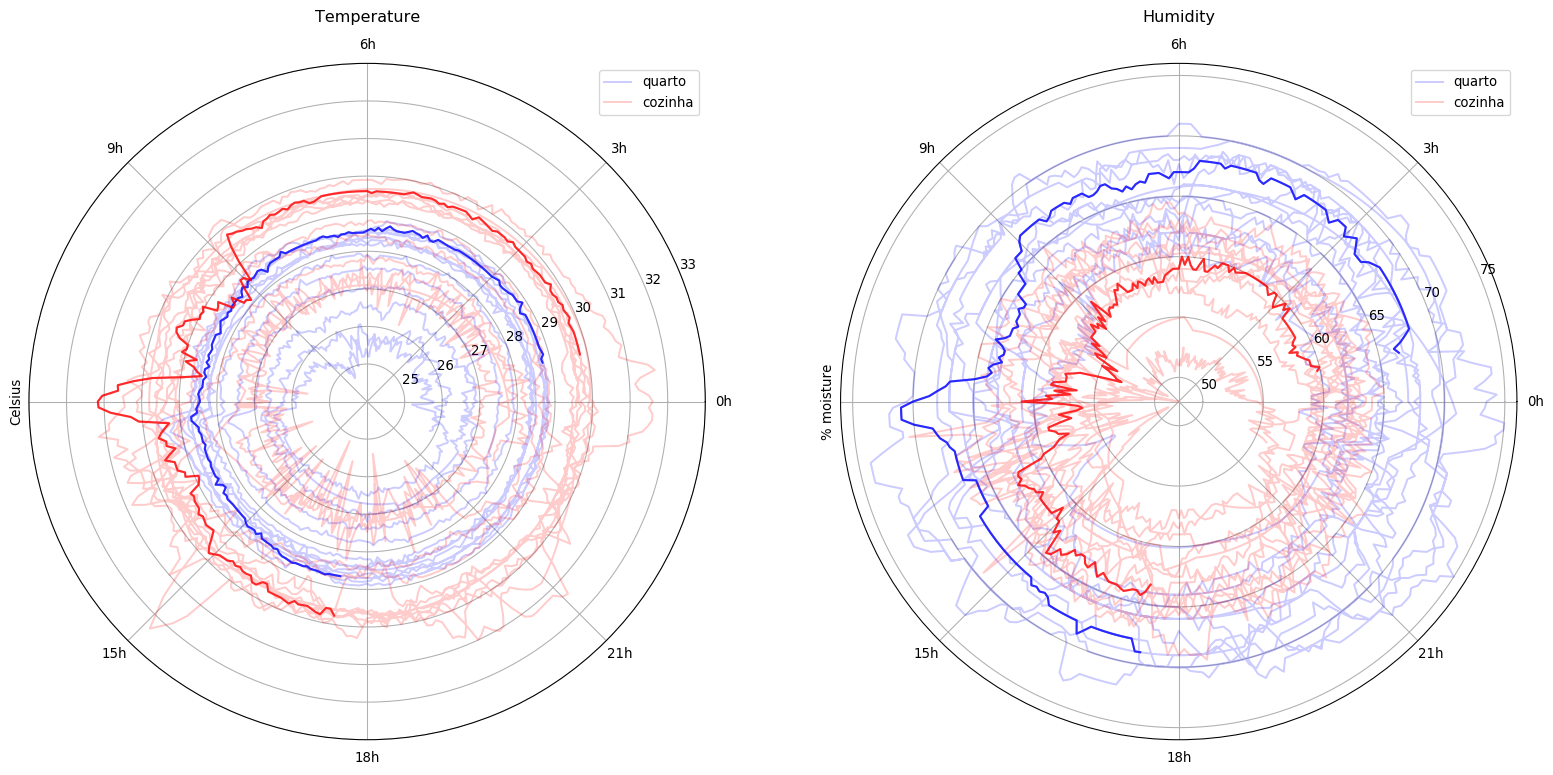 Temperature
6h
quarto
cozinha
9h
3h
33
32
31
30
29
28
27
26
25
Celsius
0h
15h
21h
18h
Humidity
6h
quarto
cozinha
9h
3h
75
70
65
60
55
50
% moisture
0h
15h
21h
18h